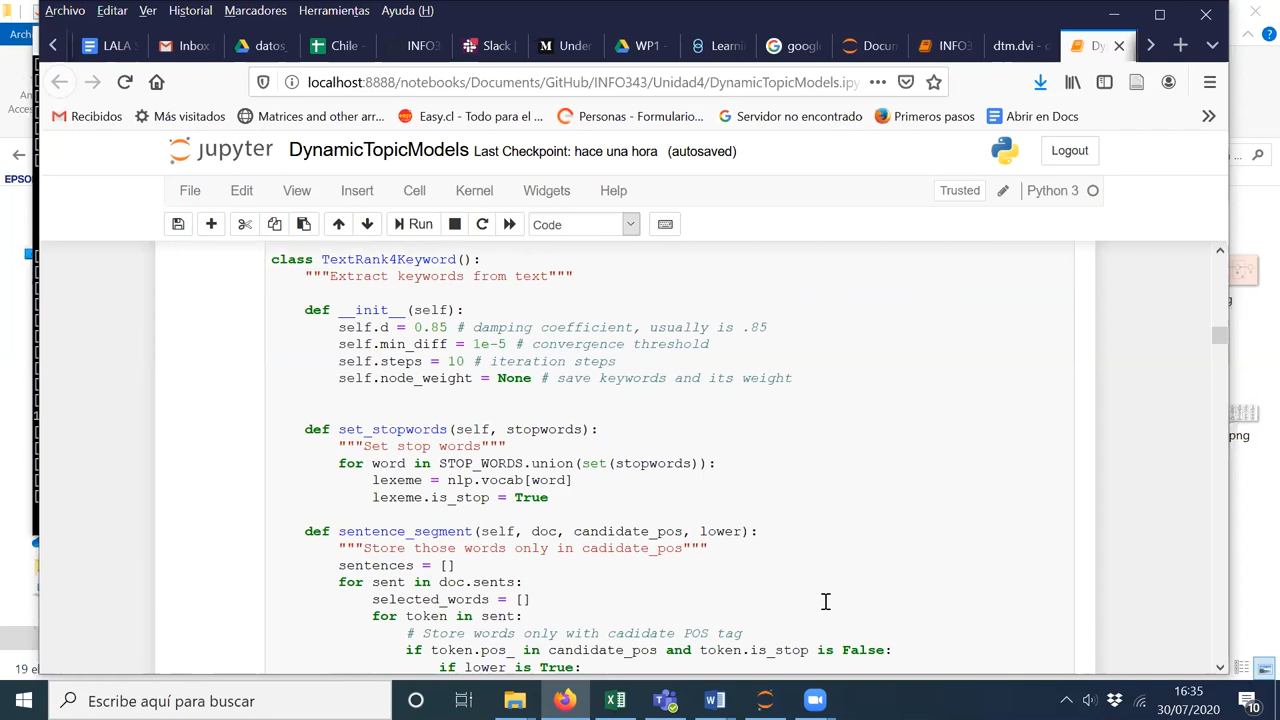 Archivo Editar Ver Historial Marcadores Herramientas Ayuda (H)
Arch
LALA S
Inbox
datos_
Chile -
INFO3
Slack
Under
WP1 -
Learni
googl
Docun
INFO3
dtm.dvi - c
Dy
localhost:8888/notebooks/Documents/GitHub/INFO343/Unidad4/DynamicTopicModels.ipy
Recibidos
Más visitados
Matrices and other arr...
Easy.cl - Todo para el t...
Personas - Formulario...
Servidor no encontrado
Primeros pasos
Abrir en Docs
jupyter DynamicTopicModels Last Checkpoint: hace una hora (autosaved)
Logout
EPSO
File Edit View Insert Cell Kernel Widgets Help
Trusted
Python 3
Run
Code
class TextRank4Keyword():
"""Extract keywords from text"""
def __init__(self):
self.d = 0.85 # damping coefficient, usually is .85
self.min_diff = 1e-5 # convergence threshold
self.steps = 10 # iteration steps
self.node_weight = None # save keywords and its weight
def set_stopwords(self, stopwords):
"""Set stop words"""
for word in STOP_WORDS.union(set(stopwords)):
lexeme = nlp.vocab[word]
lexeme.is_stop = True
def sentence_segment(self, doc, candidate_pos, lower):
"""Store those words only in cadidate_pos"""
sentences = []
for sent in doc.sents:
selected_words = []
for token in sent:
# Store words only with cadidate POS tag
if token.pos_ in candidate_pos and token.is_stop is False:
if lower is True:
png
19 el
Escribe aquí para buscar
16:35
30/07/2020
10